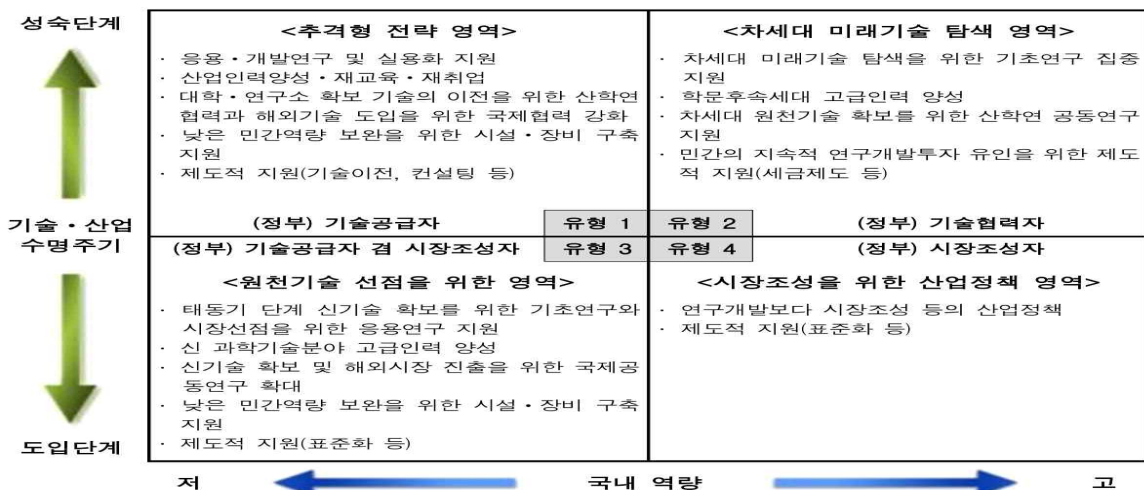 성숙단계
<추격형 전략 영역>
· 응용·개발연구 및 실용화 지원
· 산업인력양성·재교육·재취업
· 대학·연구소 확보 기술의 이전을 위한 산학연
협력과 해외기술 도입을 위한 국제협력 강화
· 낮은 민간역량 보완을 위한 시설·장비 구축
지원
· 제도적 지원(기술이전, 컨설팅 등)
(정부) 기술공급자
유형 1
<차세대 미래기술 탐색 영역>
· 차세대 미래기술 탐색을 위한 기초연구 집중
지원
· 학문후속세대 고급인력 양성
· 차세대 원천기술 확보를 위한 산학연 공동연구
지원
· 민간의 지속적 연구개발투자 유인을 위한 제도
적 지원(세금제도 등)
유형 2
(정부) 기술협력자
기술·산업
수명주기
(정부) 기술공급자 겸 시장조성자
유형 3
<원천기술 선점을 위한 영역>
· 태동기 단계 신기술 확보를 위한 기초연구와
시장선점을 위한 응용연구 지원
· 신 과학기술분야 고급인력 양성
· 신기술 확보 및 해외시장 진출을 위한 국제공
동연구 확대
· 낮은 민간역량 보완을 위한 시설·장비 구축
지원
· 제도적 지원(표준화 등)
유형 4
(정부) 시장조성자
<시장조성을 위한 산업정책 영역>
· 연구개발보다 시장조성 등의 산업정책
· 제도적 지원(표준화 등)
도입단계
저
국내 역량
고